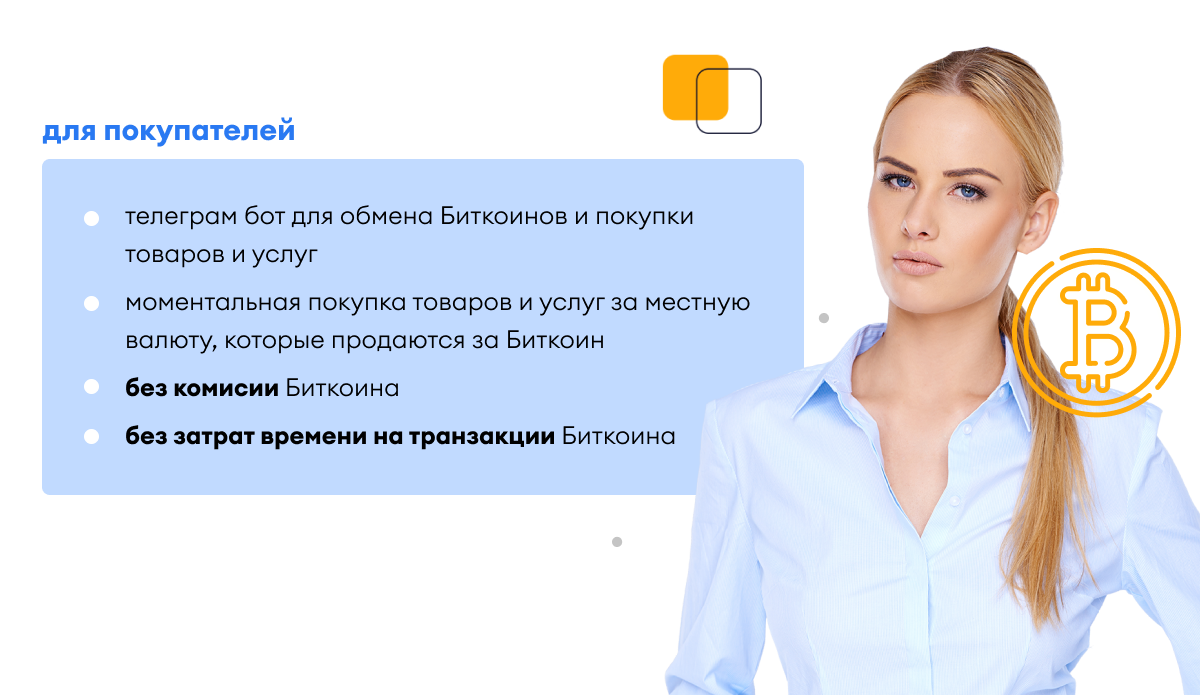 для покупателей
телеграм бот для обмена Биткоинов и покупки
товаров и услуг
моментальная покупка товаров и услуг за местную
валюту, которые продаются за Биткоин
без комисии Биткоина
без затрат времени на транзакции Биткоина